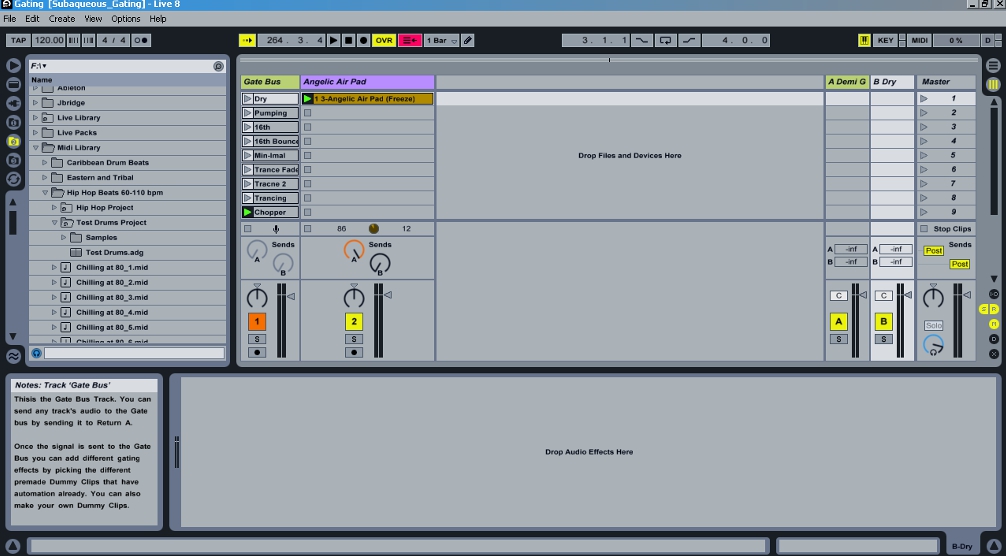 Gating [Subaqueous_Gating] - Live 8
File Edit Create View Options Help
TAP 120.00 4 / 4 264. 3. 4 OVR 1 Bar 3. 1. 1 4. 0. 0 KEY MIDI 0 % D
F:\
Name
Ableton
Jbridge
Live Library
Live Packs
Midi Library
Caribbean Drum Beats
Eastern and Tribal
Hip Hop Beats 60-110 bpm
Hip Hop Project
Test Drums Project
Samples
Test Drums.adg
Chilling at 80_1.mid
Chilling at 80_2.mid
Chilling at 80_3.mid
Chilling at 80_4.mid
Chilling at 80_5.mid
Chilling at 80_6.mid
Gate Bus Angelic Air Pad A Demi G B Dry Master
Dry 1 3-Angelic Air Pad (Freeze) 1
Pumping 2
16th 3
16th Bounce 4
Min-Imal Drop Files and Devices Here 5
Trance Fade 6
Tracne 2 7
Trancing 8
Chopper 9
86 12 Stop Clips
Sends Sends A -inf A -inf Sends
A A Post
B B B -inf B -inf Post
C C
1 2 A B Solo
S S S S
Notes: Track 'Gate Bus'
Thisis the Gate Bus Track. You can
send any track's audio to the Gate
bus by sending it to Return A.
Once the signal is sent to the Gate
Bus you can add different gating
effects by picking the different
premade Dummy Clips that have
automation already. You can also
make your own Dummy Clips.
Drop Audio Effects Here
B-Dry